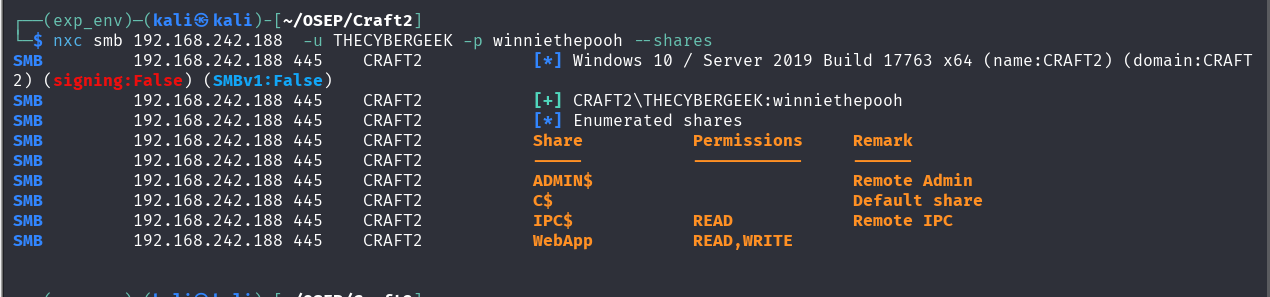 ┌──(exp_env)─(kali㉿kali)-[~/OSEP/Craft2]
└─$ nxc smb 192.168.242.188  -u THECYBERGEEK -p winniethepooh --shares
SMB         192.168.242.188 445    CRAFT2           [*] Windows 10 / Server 2019 Build 17763 x64 (name:CRAFT2) (domain:CRAFT
2) (signing:False) (SMBv1:False)
SMB         192.168.242.188 445    CRAFT2           [+] CRAFT2\THECYBERGEEK:winniethepooh
SMB         192.168.242.188 445    CRAFT2           [*] Enumerated shares
SMB         192.168.242.188 445    CRAFT2           Share           Permissions     Remark
SMB         192.168.242.188 445    CRAFT2           -----           -----------     ------
SMB         192.168.242.188 445    CRAFT2           ADMIN$                          Remote Admin
SMB         192.168.242.188 445    CRAFT2           C$                              Default share
SMB         192.168.242.188 445    CRAFT2           IPC$            READ            Remote IPC
SMB         192.168.242.188 445    CRAFT2           WebApp          READ,WRITE